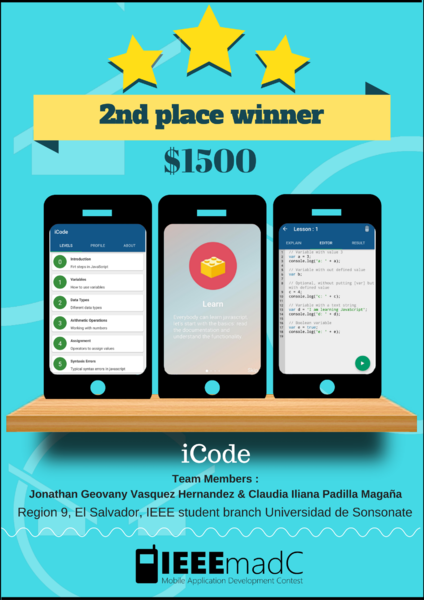 2nd place winner
$1500
iCode
LEVELS PROFILE ABOUT
0 Introduction
First steps to JavaScript
1 Variables
How to use variables
2 Data Types
Different data types
3 Arithmetic Operations
Working with numbers
4 Assignment
Operators to assign values
5 Syntaxis Errors
Typical syntax errors in javascript
Learn
Lesson : 1
EXPLAIN EDITOR RESULT
// Variable with value 5
var a = 5;
console.log("a: " + a);
// Variable with out defined value
var b;
// Optional, without putting [var] but
with defined value
c = 4;
console.log("c: " + c);
// Variable with a text string
var d = "I am learning JavaScript";
console.log("d: " + d);
// Boolean variable
var e = true;
console.log("e: " + e);
iCode
Team Members :
Jonathan Geovany Vasquez Hernandez & Claudia Iliana Padilla Magaña
Region 9, El Salvador, IEEE student branch Universidad de Sonsonate
IEEEmadC
Mobile Application Development Contest